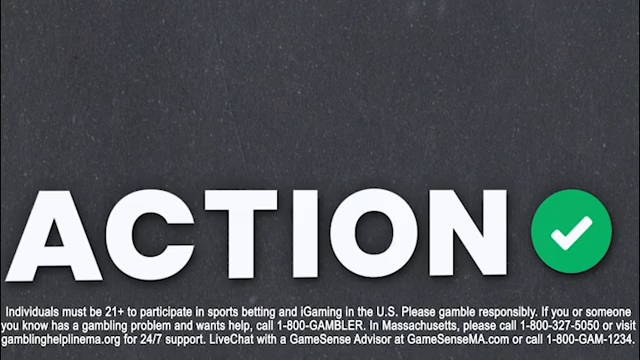 ACTION
Individuals must be 21+ to participate in sports betting and iGaming in the U.S. Please gamble responsibly. If you or someone
you know has a gambling problem and wants help, call 1-800-GAMBLER. In Massachusetts, please call 1-800-327-5050 or visit
gamblinghelplinema.org for 24/7 support. LiveChat with a GameSense Advisor at GameSenseMA.com or call 1-800-GAM-1234.